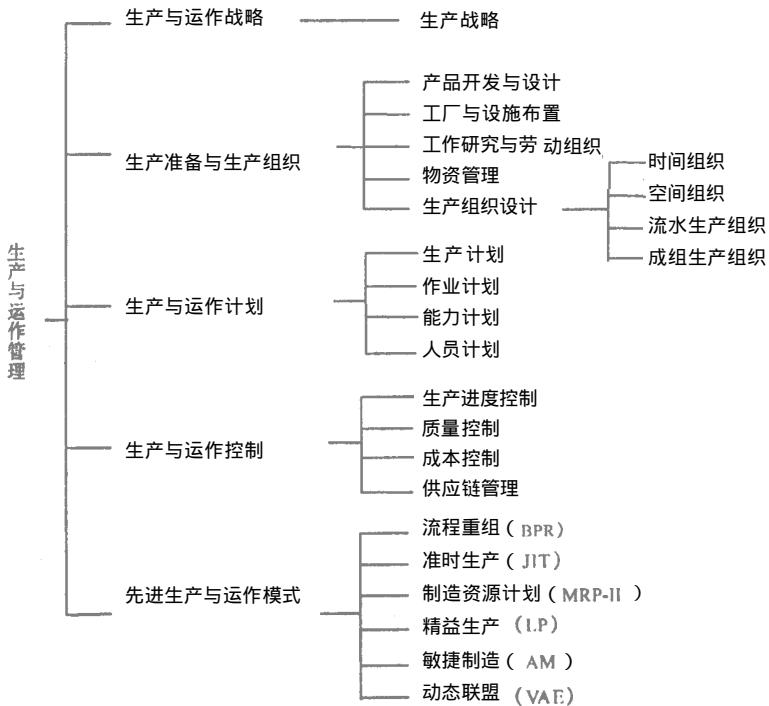 生产与运作管理
生产与运作战略
生产战略
生产准备与生产组织
产品开发与设计
工厂与设施布置
工作研究与劳 动组织
物资管理
生产组织设计
时间组织
空间组织
流水生产组织
成组生产组织
生产与运作计划
生产计划
作业计划
能力计划
人员计划
生产与运作控制
生产进度控制
质量控制
成本控制
供应链管理
先进生产与运作模式
流程重组(BPR)
准时生产(JIT)
制造资源计划(MRP-II )
精益生产 (LP)
敏捷制造( AM )
动态联盟 (VAE)